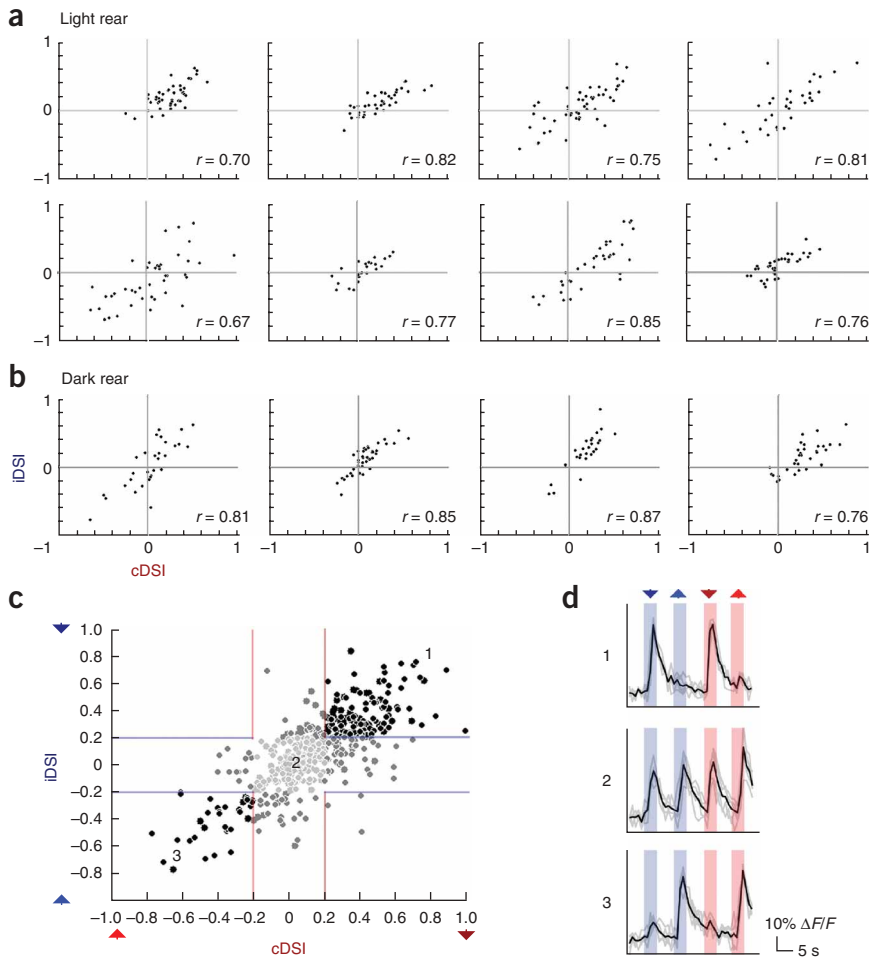 a
Light rear
1
0
−1
r = 0.70
r = 0.82
r = 0.75
r = 0.81
1
0
−1
r = 0.67
r = 0.77
r = 0.85
r = 0.76
b
Dark rear
1
0
−1
iDSI
r = 0.81
r = 0.85
r = 0.87
r = 0.76
0
1
−1
0
1
−1
0
1
−1
0
1
cDSI
c
1.0
0.8
0.6
0.4
0.2
0
−0.2
−0.4
−0.6
−0.8
iDSI
1
2
3
−1.0
−0.8
−0.6
−0.4
−0.2
0
0.2
0.4
0.6
0.8
1.0
cDSI
d
1
2
3
10% ΔF/F
5 s